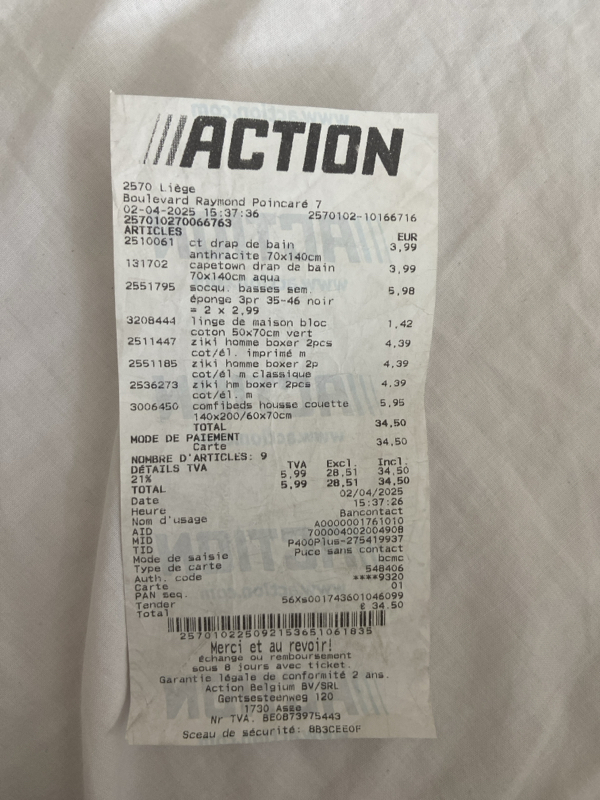 ACTION
2570 Liège
Boulevard Raymond Poincaré 7
02-04-2025 15:37:36 2570102-10166716
257010270066763
ARTICLES EUR
2510061 ct drap de bain 3,99
anthracite 70x140cm
131702 capetown drap de bain 3,99
70x140cm aqua
2551795 socqu. basses sem. 5,98
éponge 3pr 35-46 noir
= 2 x 2,99
3208444 linge de maison bloc 1,42
coton 50x70cm vert
2511447 ziki homme boxer 2pcs 4,39
cot/él. imprimé m
2551185 ziki homme boxer 2p 4,39
cot/él m classique
2536273 ziki hm boxer 2pcs 4,39
cot/él. m
3006450 comfibeds housse couette 5,95
140x200/60x70cm
TOTAL 34,50
MODE DE PAIEMENT
Carte 34,50
NOMBRE D'ARTICLES: 9
DÉTAILS TVA TVA Excl. Incl.
21% 5,99 28,51 34,50
TOTAL 5,99 28,51 34,50
Date 02/04/2025
Heure 15:37:26
Nom d'usage Bancontact
AID A0000001761010
MID 70004002004908
TID P400Plus-275419937
Mode de saisie Puce sans contact
Type de carte bcmc
Auth. code 548406
Carte ****9320
PAN seq. 01
Tender 56Xs001743601046099
Total £ 34.50
257010225092153651061835
Merci et au revoir!
échange ou remboursement
sous 8 jours avec ticket.
Garantie légale de conformité 2 ans.
Action Belgium BV/SRL
Gentsesteenweg 120
1730 Asse
Nr TVA. BE0873975443
Sceau de sécurité: BB3CEE0F